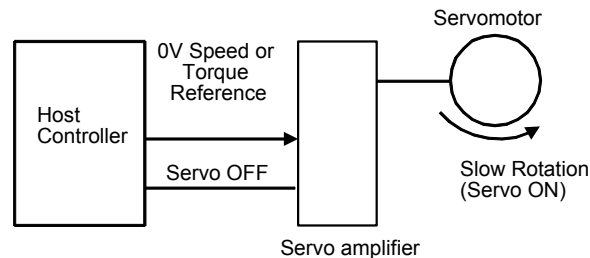 Servomotor
0V Speed or
Torque
Reference
Host
Controller
Servo OFF
Slow Rotation
(Servo ON)
Servo amplifier